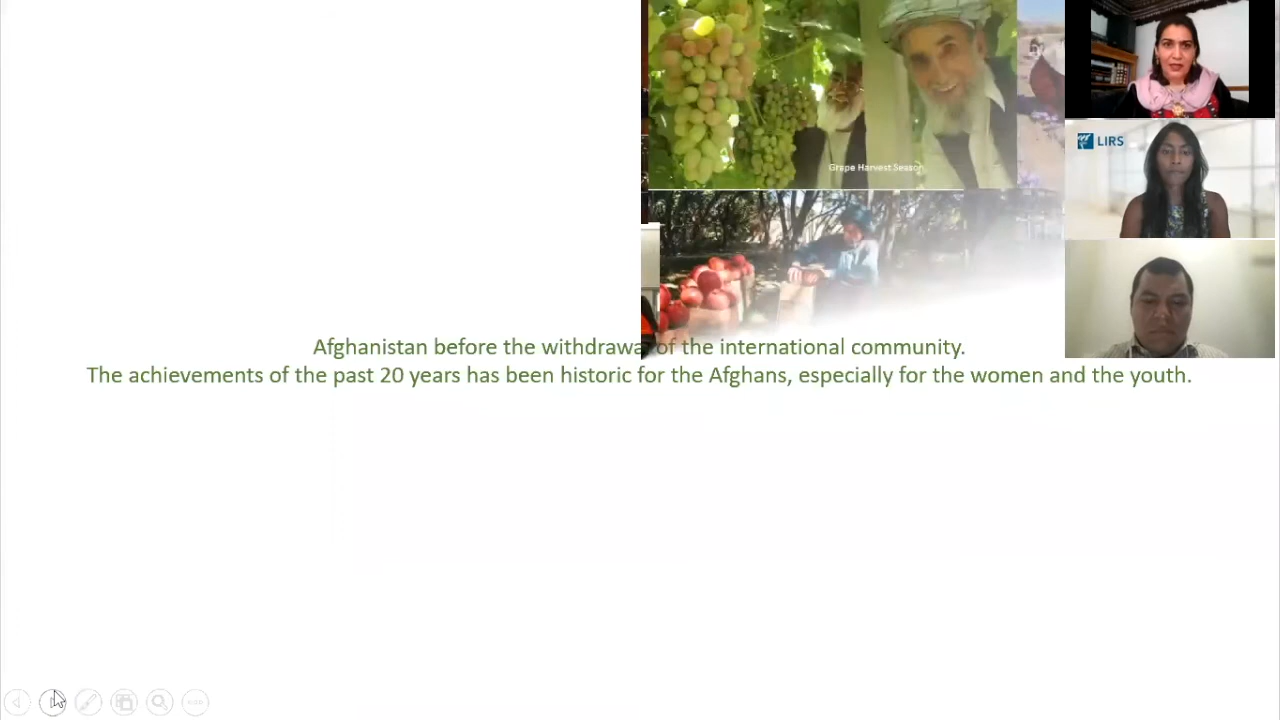 LIRS
Grape Harvest Season
Afghanistan before the withdrawal of the international community.
The achievements of the past 20 years has been historic for the Afghans, especially for the women and the youth.